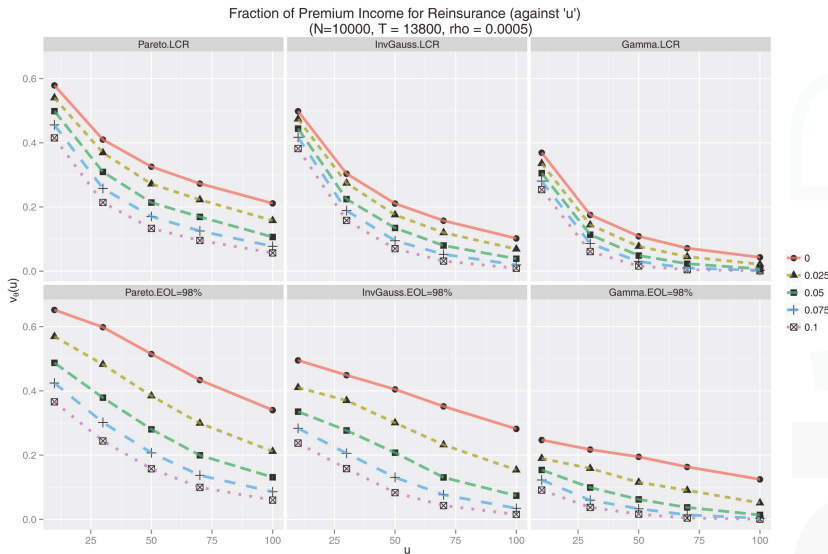 Fraction of Premium Income for Reinsurance (against 'u')
(N=10000, T = 13800, rho = 0.0005)
Pareto.LCR
InvGauss.LCR
Gamma.LCR
0.6
0.4
0.2
0.0
Pareto.EOL=98%
InvGauss.EOL=98%
Gamma.EOL=98%
0.6
0.4
0.2
0.0
vθ(u)
25 50 75 100
25 50 75 100
25 50 75 100
u
0
0.025
0.05
0.075
0.1